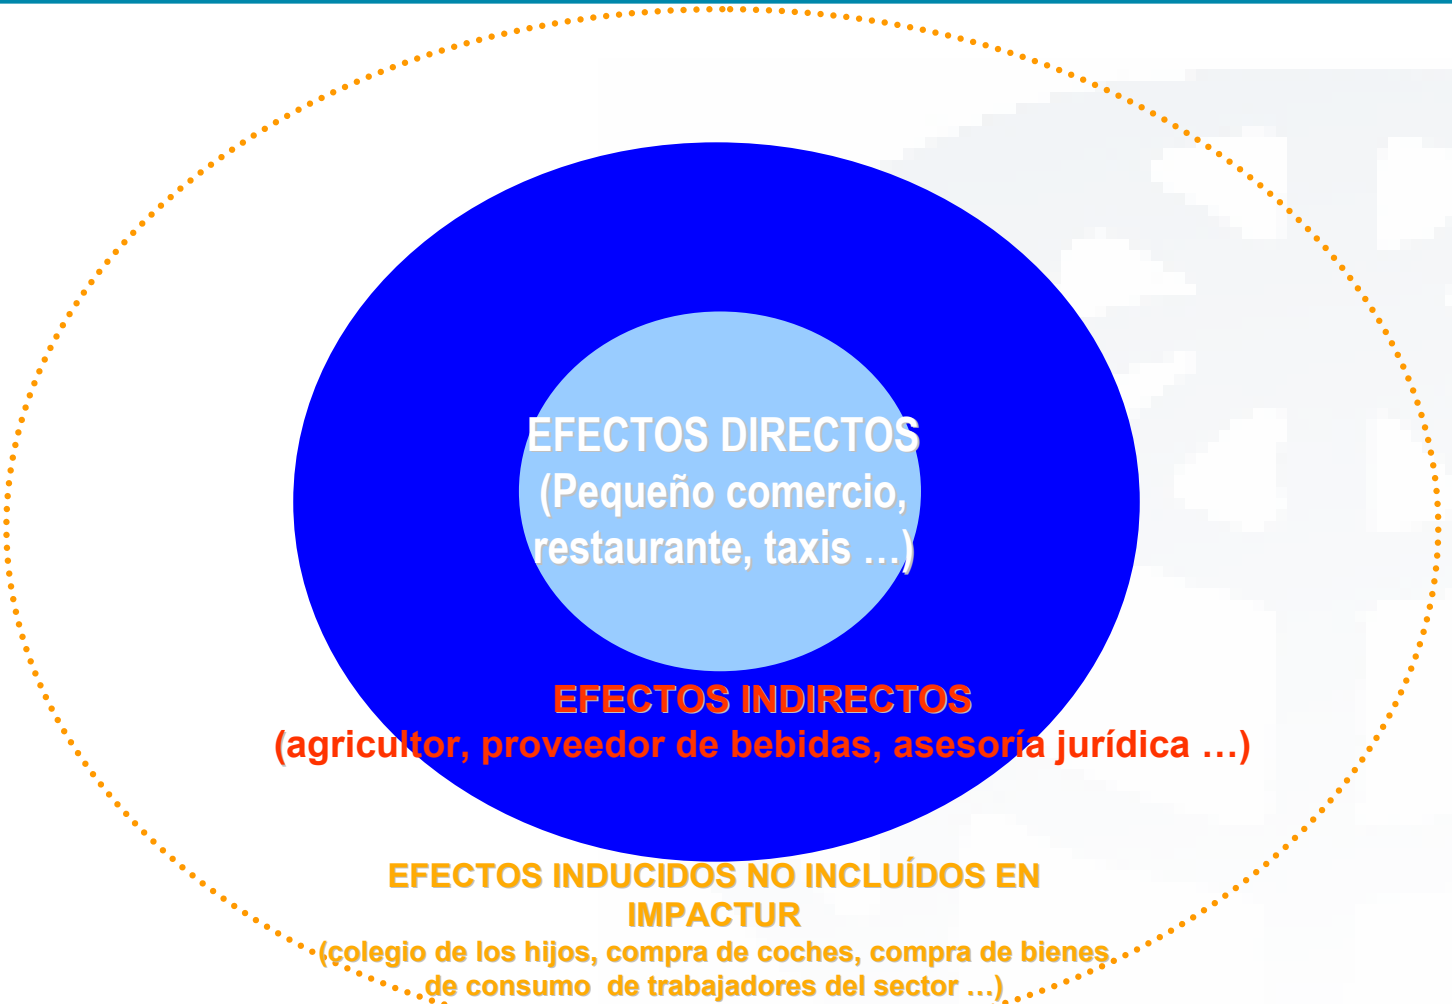 EFECTOS DIRECTOS
(Pequeño comercio,
restaurante, taxis …)
EFECTOS INDIRECTOS
(agricultor, proveedor de bebidas, asesoría jurídica …)
EFECTOS INDUCIDOS NO INCLUÍDOS EN
IMPACTUR
(colegio de los hijos, compra de coches, compra de bienes
de consumo  de trabajadores del sector …)